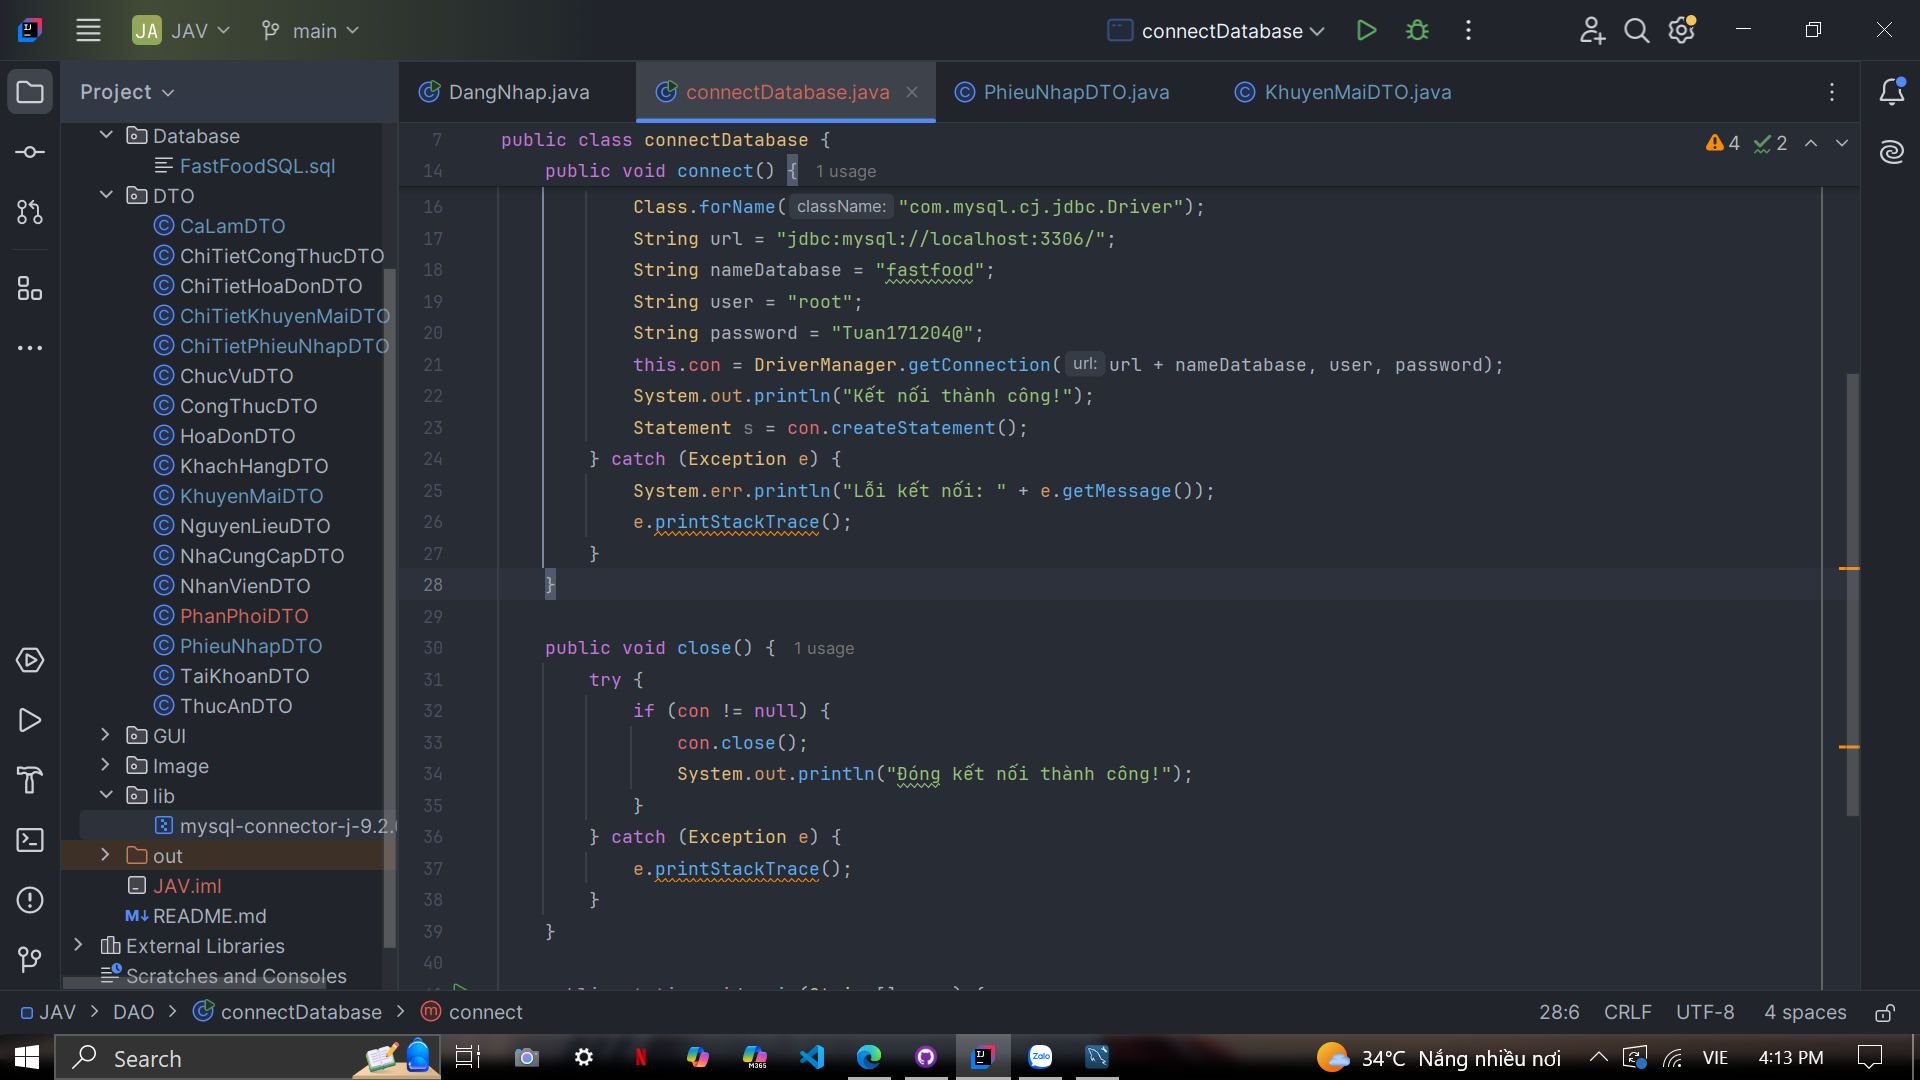 JA JAV main connectDatabase
Project
DangNhap.java connectDatabase.java PhieuNhapDTO.java KhuyenMaiDTO.java
Database
FastFoodSQL.sql
DTO
CaLamDTO
ChiTietCongThucDTO
ChiTietHoaDonDTO
ChiTietKhuyenMaiDTO
ChiTietPhieuNhapDTO
ChucVuDTO
CongThucDTO
HoaDonDTO
KhachHangDTO
KhuyenMaiDTO
NguyenLieuDTO
NhaCungCapDTO
NhanVienDTO
PhanPhoiDTO
PhieuNhapDTO
TaiKhoanDTO
ThucAnDTO
GUI
Image
lib
mysql-connector-j-9.2.
out
JAV.iml
M↓ README.md
External Libraries
Scratches and Consoles
4 2
7 public class connectDatabase {
14 public void connect() { 1 usage
16 Class.forName( className: "com.mysql.cj.jdbc.Driver");
17 String url = "jdbc:mysql://localhost:3306/";
18 String nameDatabase = "fastfood";
19 String user = "root";
20 String password = "Tuan171204@";
21 this.con = DriverManager.getConnection( url: url + nameDatabase, user, password);
22 System.out.println("Kết nối thành công!");
23 Statement s = con.createStatement();
24 } catch (Exception e) {
25 System.err.println("Lỗi kết nối: " + e.getMessage());
26 e.printStackTrace();
27 }
28 }
29
30 public void close() { 1 usage
31 try {
32 if (con != null) {
33 con.close();
34 System.out.println("Đóng kết nối thành công!");
35 }
36 } catch (Exception e) {
37 e.printStackTrace();
38 }
39 }
40
JAV > DAO > connectDatabase > m connect
28:6 CRLF UTF-8 4 spaces
Search
M365
Zalo
34°C Nắng nhiều nơi
VIE
4:13 PM